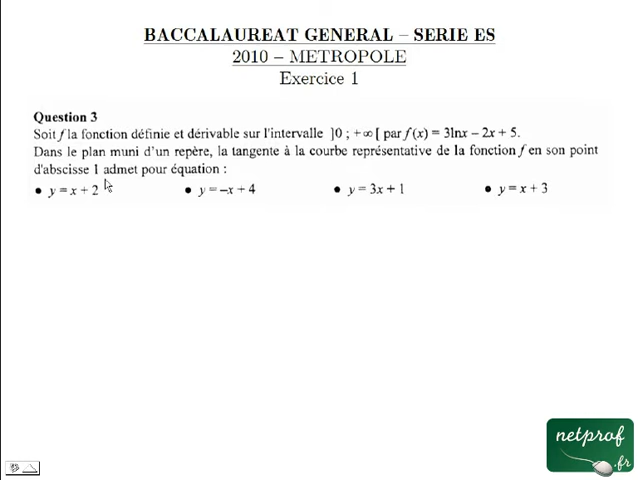 BACCALAUREAT GENERAL – SERIE ES
2010 – METROPOLE
Exercice 1
Question 3
Soit f la fonction définie et dérivable sur l'intervalle ]0 ; +∞[ par f(x) = 3lnx – 2x + 5.
Dans le plan muni d'un repère, la tangente à la courbe représentative de la fonction f en son point
d'abscisse 1 admet pour équation :
● y = x + 2 ● y = –x + 4 ● y = 3x + 1 ● y = x + 3
netprof
.fr